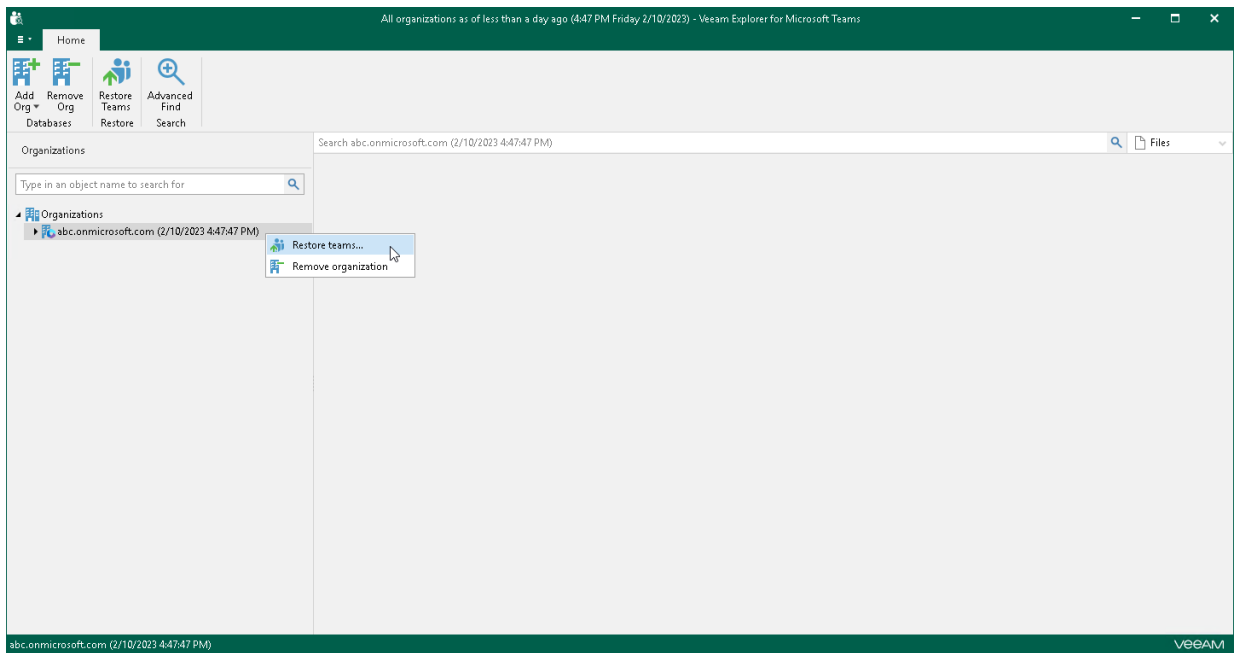 All organizations as of less than a day ago (4:47 PM Friday 2/10/2023) - Veeam Explorer for Microsoft Teams
Home
Add Org
Remove Org
Restore Teams
Advanced Find
Databases
Restore
Search
Organizations
Search abc.onmicrosoft.com (2/10/2023 4:47:47 PM)
Files
Type in an object name to search for
Organizations
abc.onmicrosoft.com (2/10/2023 4:47:47 PM)
Restore teams...
Remove organization
abc.onmicrosoft.com (2/10/2023 4:47:47 PM)
veeam